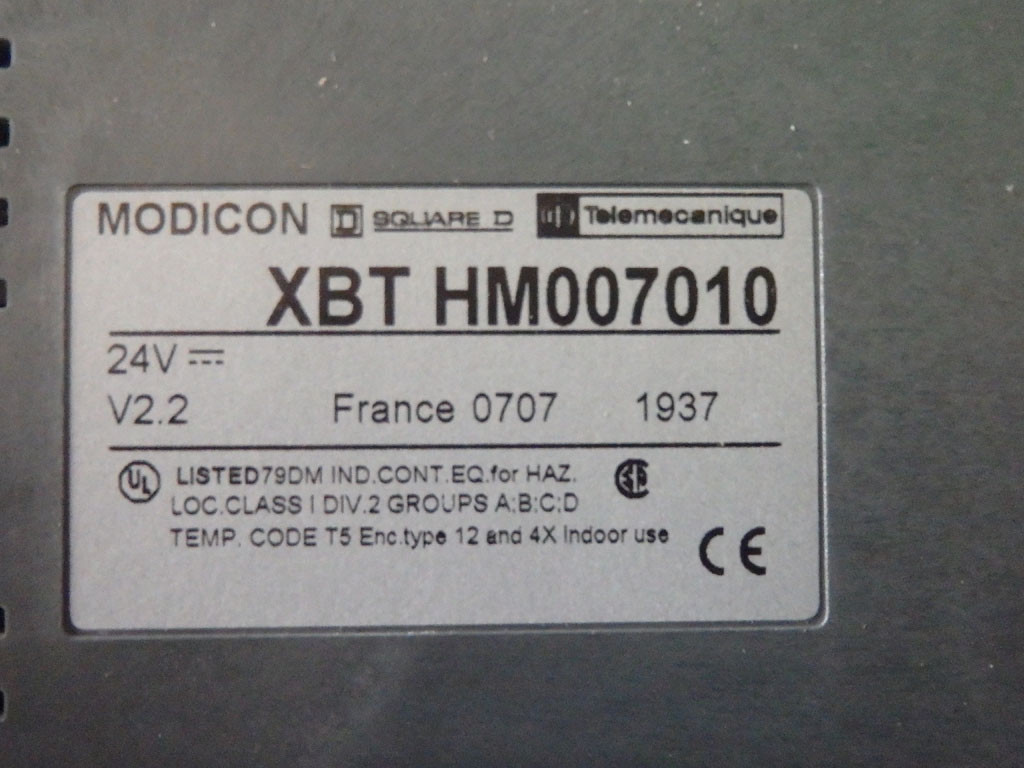 MODICON D SQUARE D Telemecanique
XBT HM007010
24V
V2.2 France 0707 1937
UL LISTED79DM IND.CONT.EQ.for HAZ.
LOC.CLASS I DIV.2 GROUPS A:B:C:D
TEMP. CODE T5 Enc.type 12 and 4X Indoor use
CE